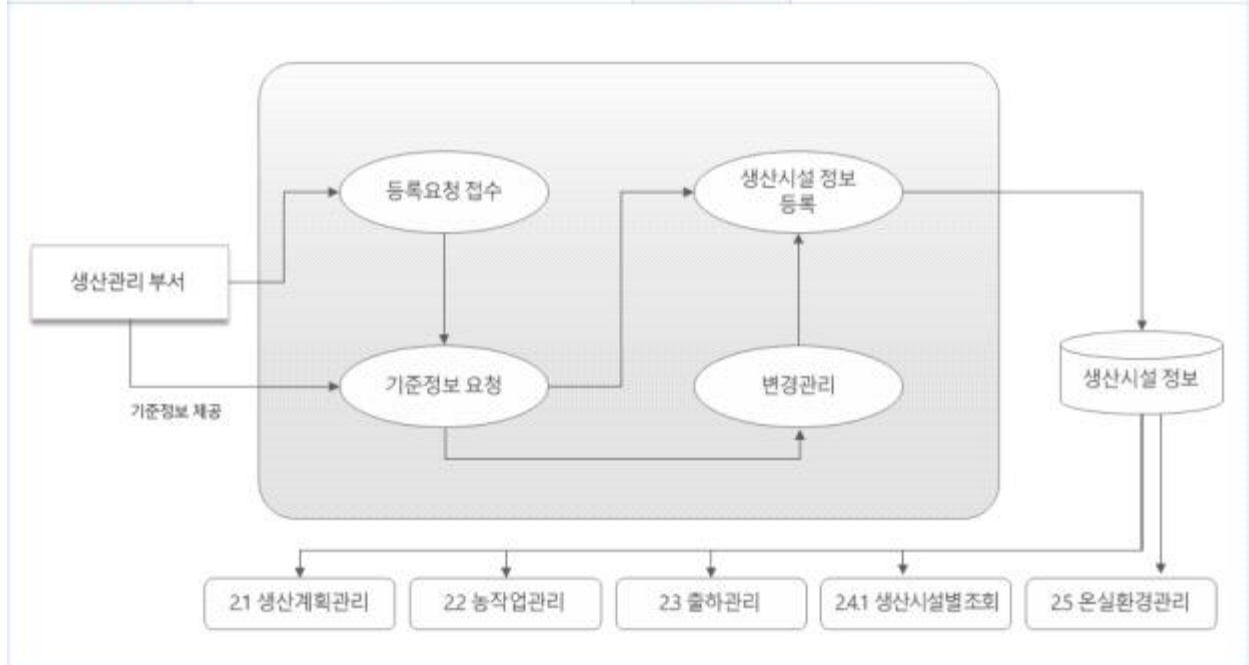 등록요청 접수
생산시설 정보
등록
생산관리 부서
기준정보 요청
변경관리
생산시설 정보
기준정보 제공
2.1 생산계획관리
2.2 농작업관리
2.3 출하관리
2.4.1 생산시설별조회
2.5 온실환경관리